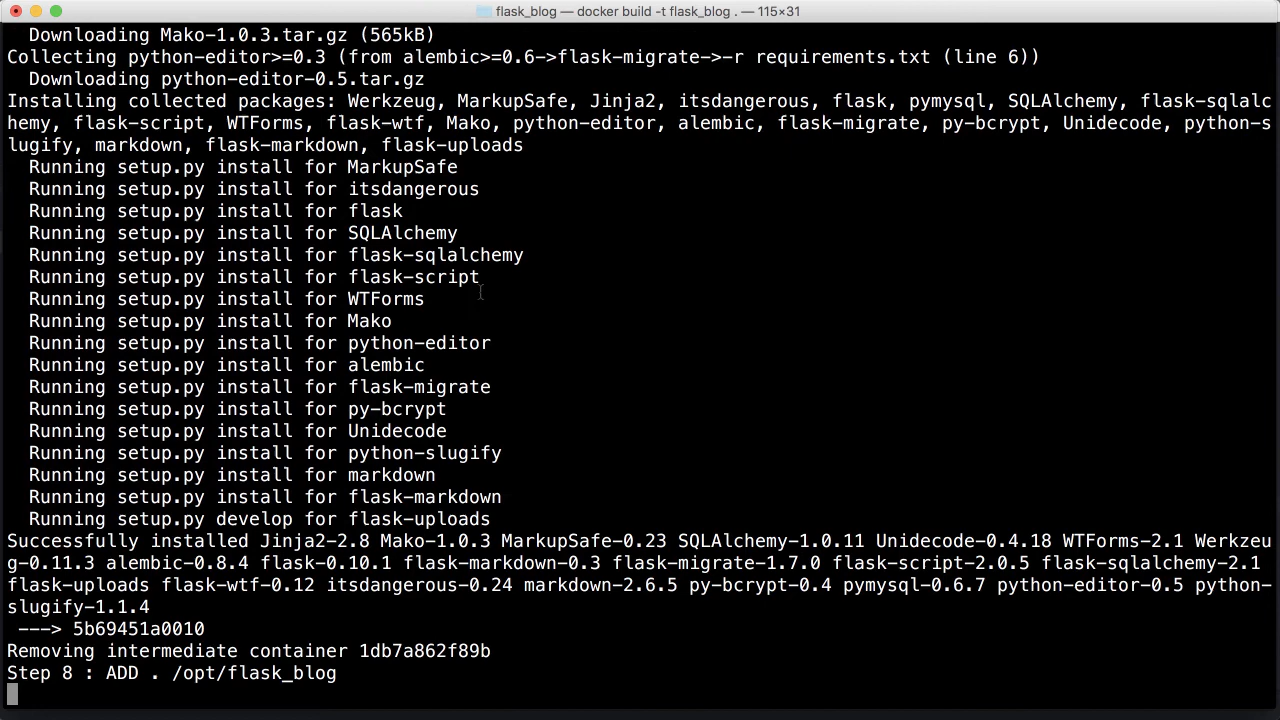 flask_blog — docker build -t flask_blog . — 115×31
Downloading Mako-1.0.3.tar.gz (565kB)
Collecting python-editor>=0.3 (from alembic>=0.6->flask-migrate->-r requirements.txt (line 6))
Downloading python-editor-0.5.tar.gz
Installing collected packages: Werkzeug, MarkupSafe, Jinja2, itsdangerous, flask, pymysql, SQLAlchemy, flask-sqlalc
hemy, flask-script, WTForms, flask-wtf, Mako, python-editor, alembic, flask-migrate, py-bcrypt, Unidecode, python-s
lugify, markdown, flask-markdown, flask-uploads
Running setup.py install for MarkupSafe
Running setup.py install for itsdangerous
Running setup.py install for flask
Running setup.py install for SQLAlchemy
Running setup.py install for flask-sqlalchemy
Running setup.py install for flask-script
Running setup.py install for WTForms
Running setup.py install for Mako
Running setup.py install for python-editor
Running setup.py install for alembic
Running setup.py install for flask-migrate
Running setup.py install for py-bcrypt
Running setup.py install for Unidecode
Running setup.py install for python-slugify
Running setup.py install for markdown
Running setup.py install for flask-markdown
Running setup.py develop for flask-uploads
Successfully installed Jinja2-2.8 Mako-1.0.3 MarkupSafe-0.23 SQLAlchemy-1.0.11 Unidecode-0.4.18 WTForms-2.1 Werkzeu
g-0.11.3 alembic-0.8.4 flask-0.10.1 flask-markdown-0.3 flask-migrate-1.7.0 flask-script-2.0.5 flask-sqlalchemy-2.1
flask-uploads flask-wtf-0.12 itsdangerous-0.24 markdown-2.6.5 py-bcrypt-0.4 pymysql-0.6.7 python-editor-0.5 python-
slugify-1.1.4
---> 5b69451a0010
Removing intermediate container 1db7a862f89b
Step 8 : ADD . /opt/flask_blog